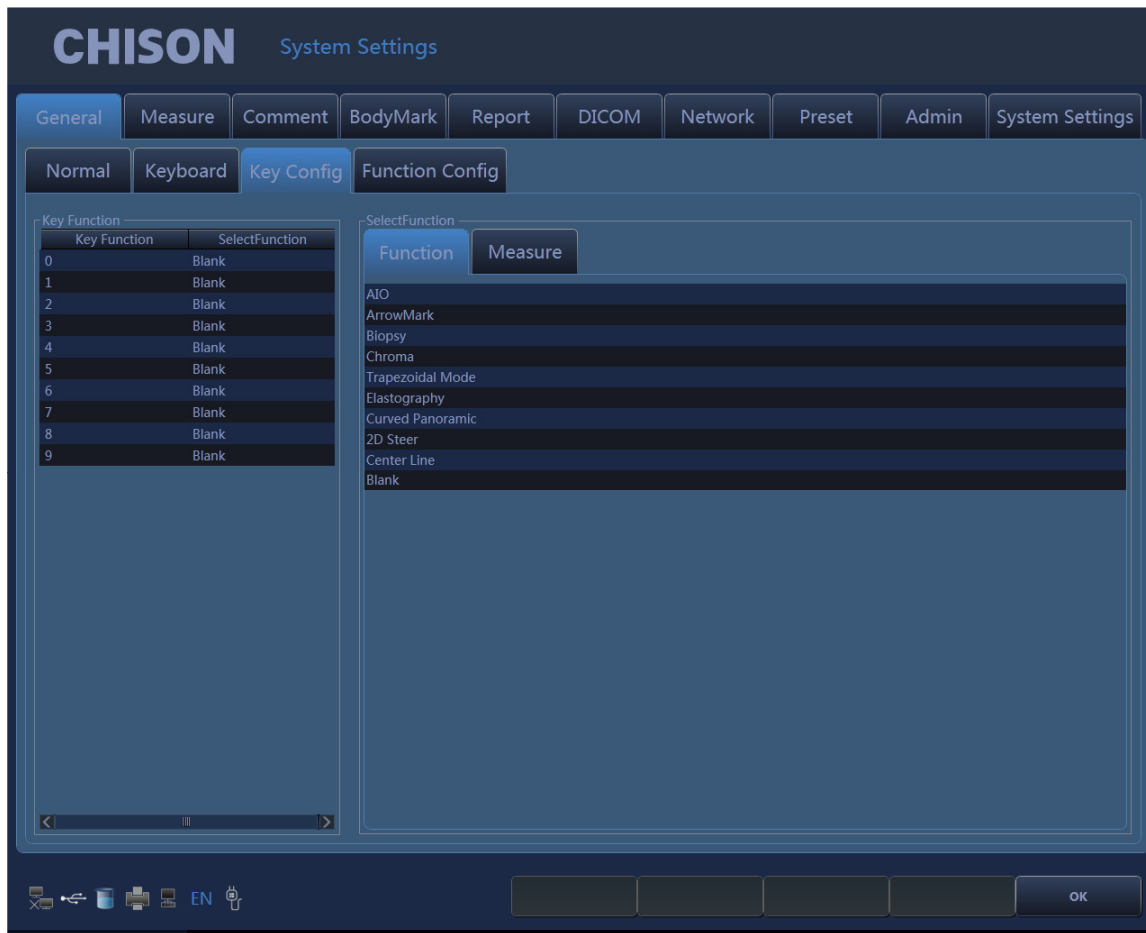 CHISON System Settings
General Measure Comment BodyMark Report DICOM Network Preset Admin System Settings
Normal Keyboard Key Config Function Config
Key Function
Key Function SelectFunction
0 Blank
1 Blank
2 Blank
3 Blank
4 Blank
5 Blank
6 Blank
7 Blank
8 Blank
9 Blank
SelectFunction
Function Measure
AIO
ArrowMark
Biopsy
Chroma
Trapezoidal Mode
Elastography
Curved Panoramic
2D Steer
Center Line
Blank
EN
OK